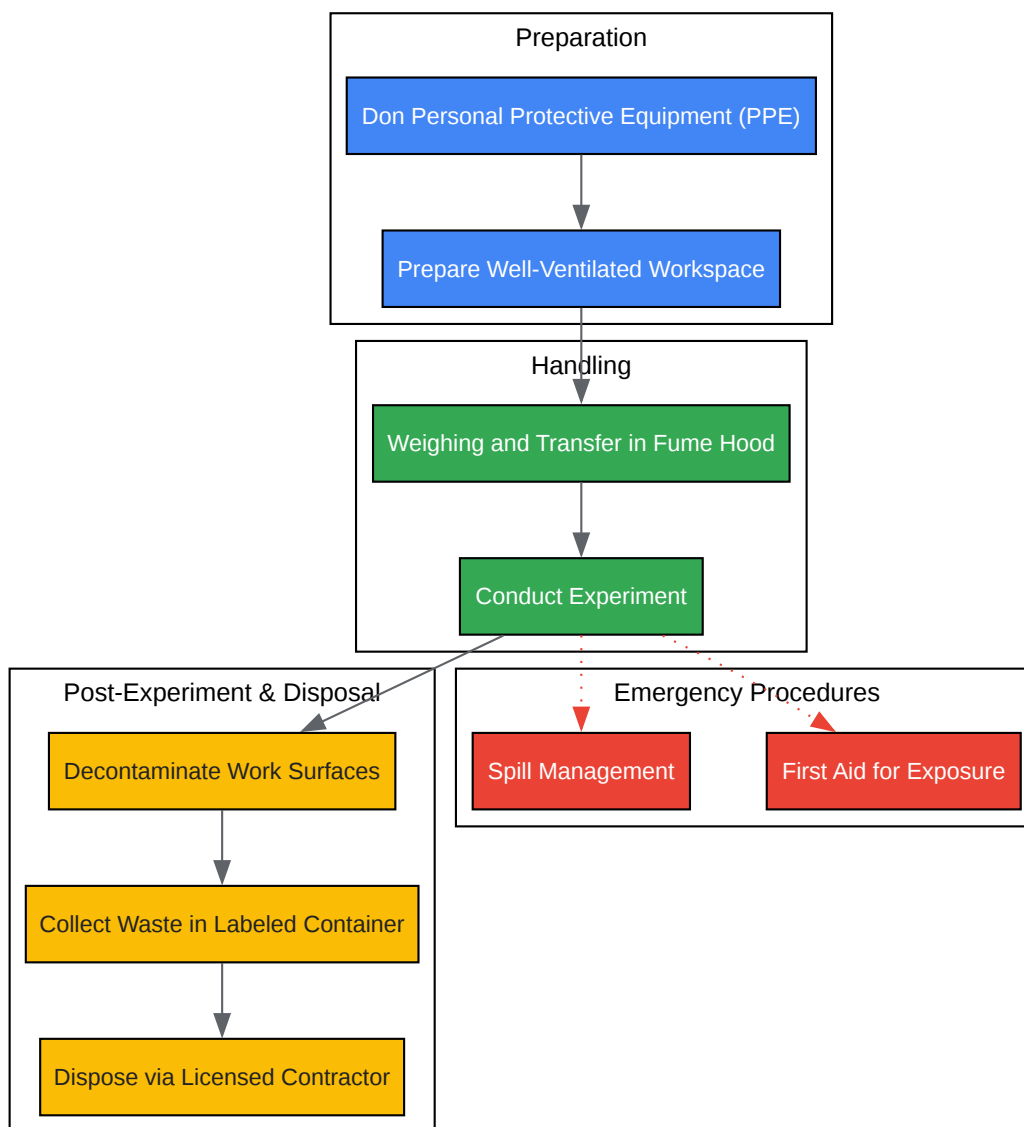 Preparation
Don Personal Protective Equipment (PPE)
Prepare Well-Ventilated Workspace
Handling
Weighing and Transfer in Fume Hood
Conduct Experiment
Post-Experiment & Disposal
Decontaminate Work Surfaces
Collect Waste in Labeled Container
Dispose via Licensed Contractor
Emergency Procedures
Spill Management
First Aid for Exposure